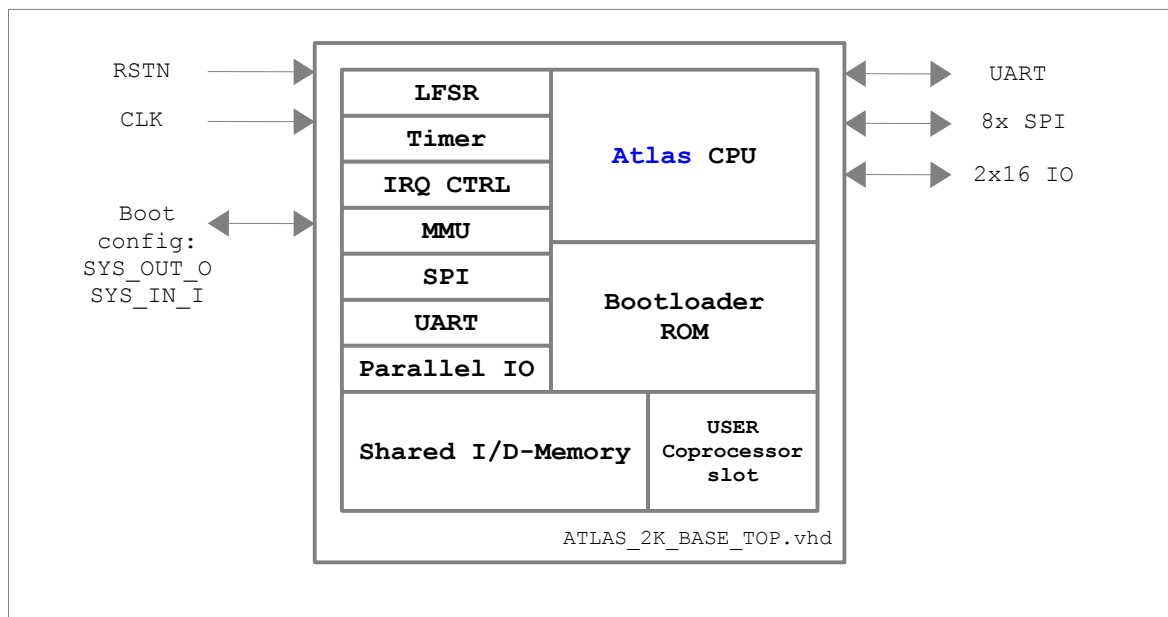 RSTN
CLK
Boot
config:
SYS_OUT_O
SYS_IN_I
LFSR
Timer
IRQ CTRL
MMU
SPI
UART
Parallel IO
Atlas CPU
Bootloader
ROM
Shared I/D-Memory
USER
Coprocessor
slot
ATLAS_2K_BASE_TOP.vhd
UART
8x SPI
2x16 IO